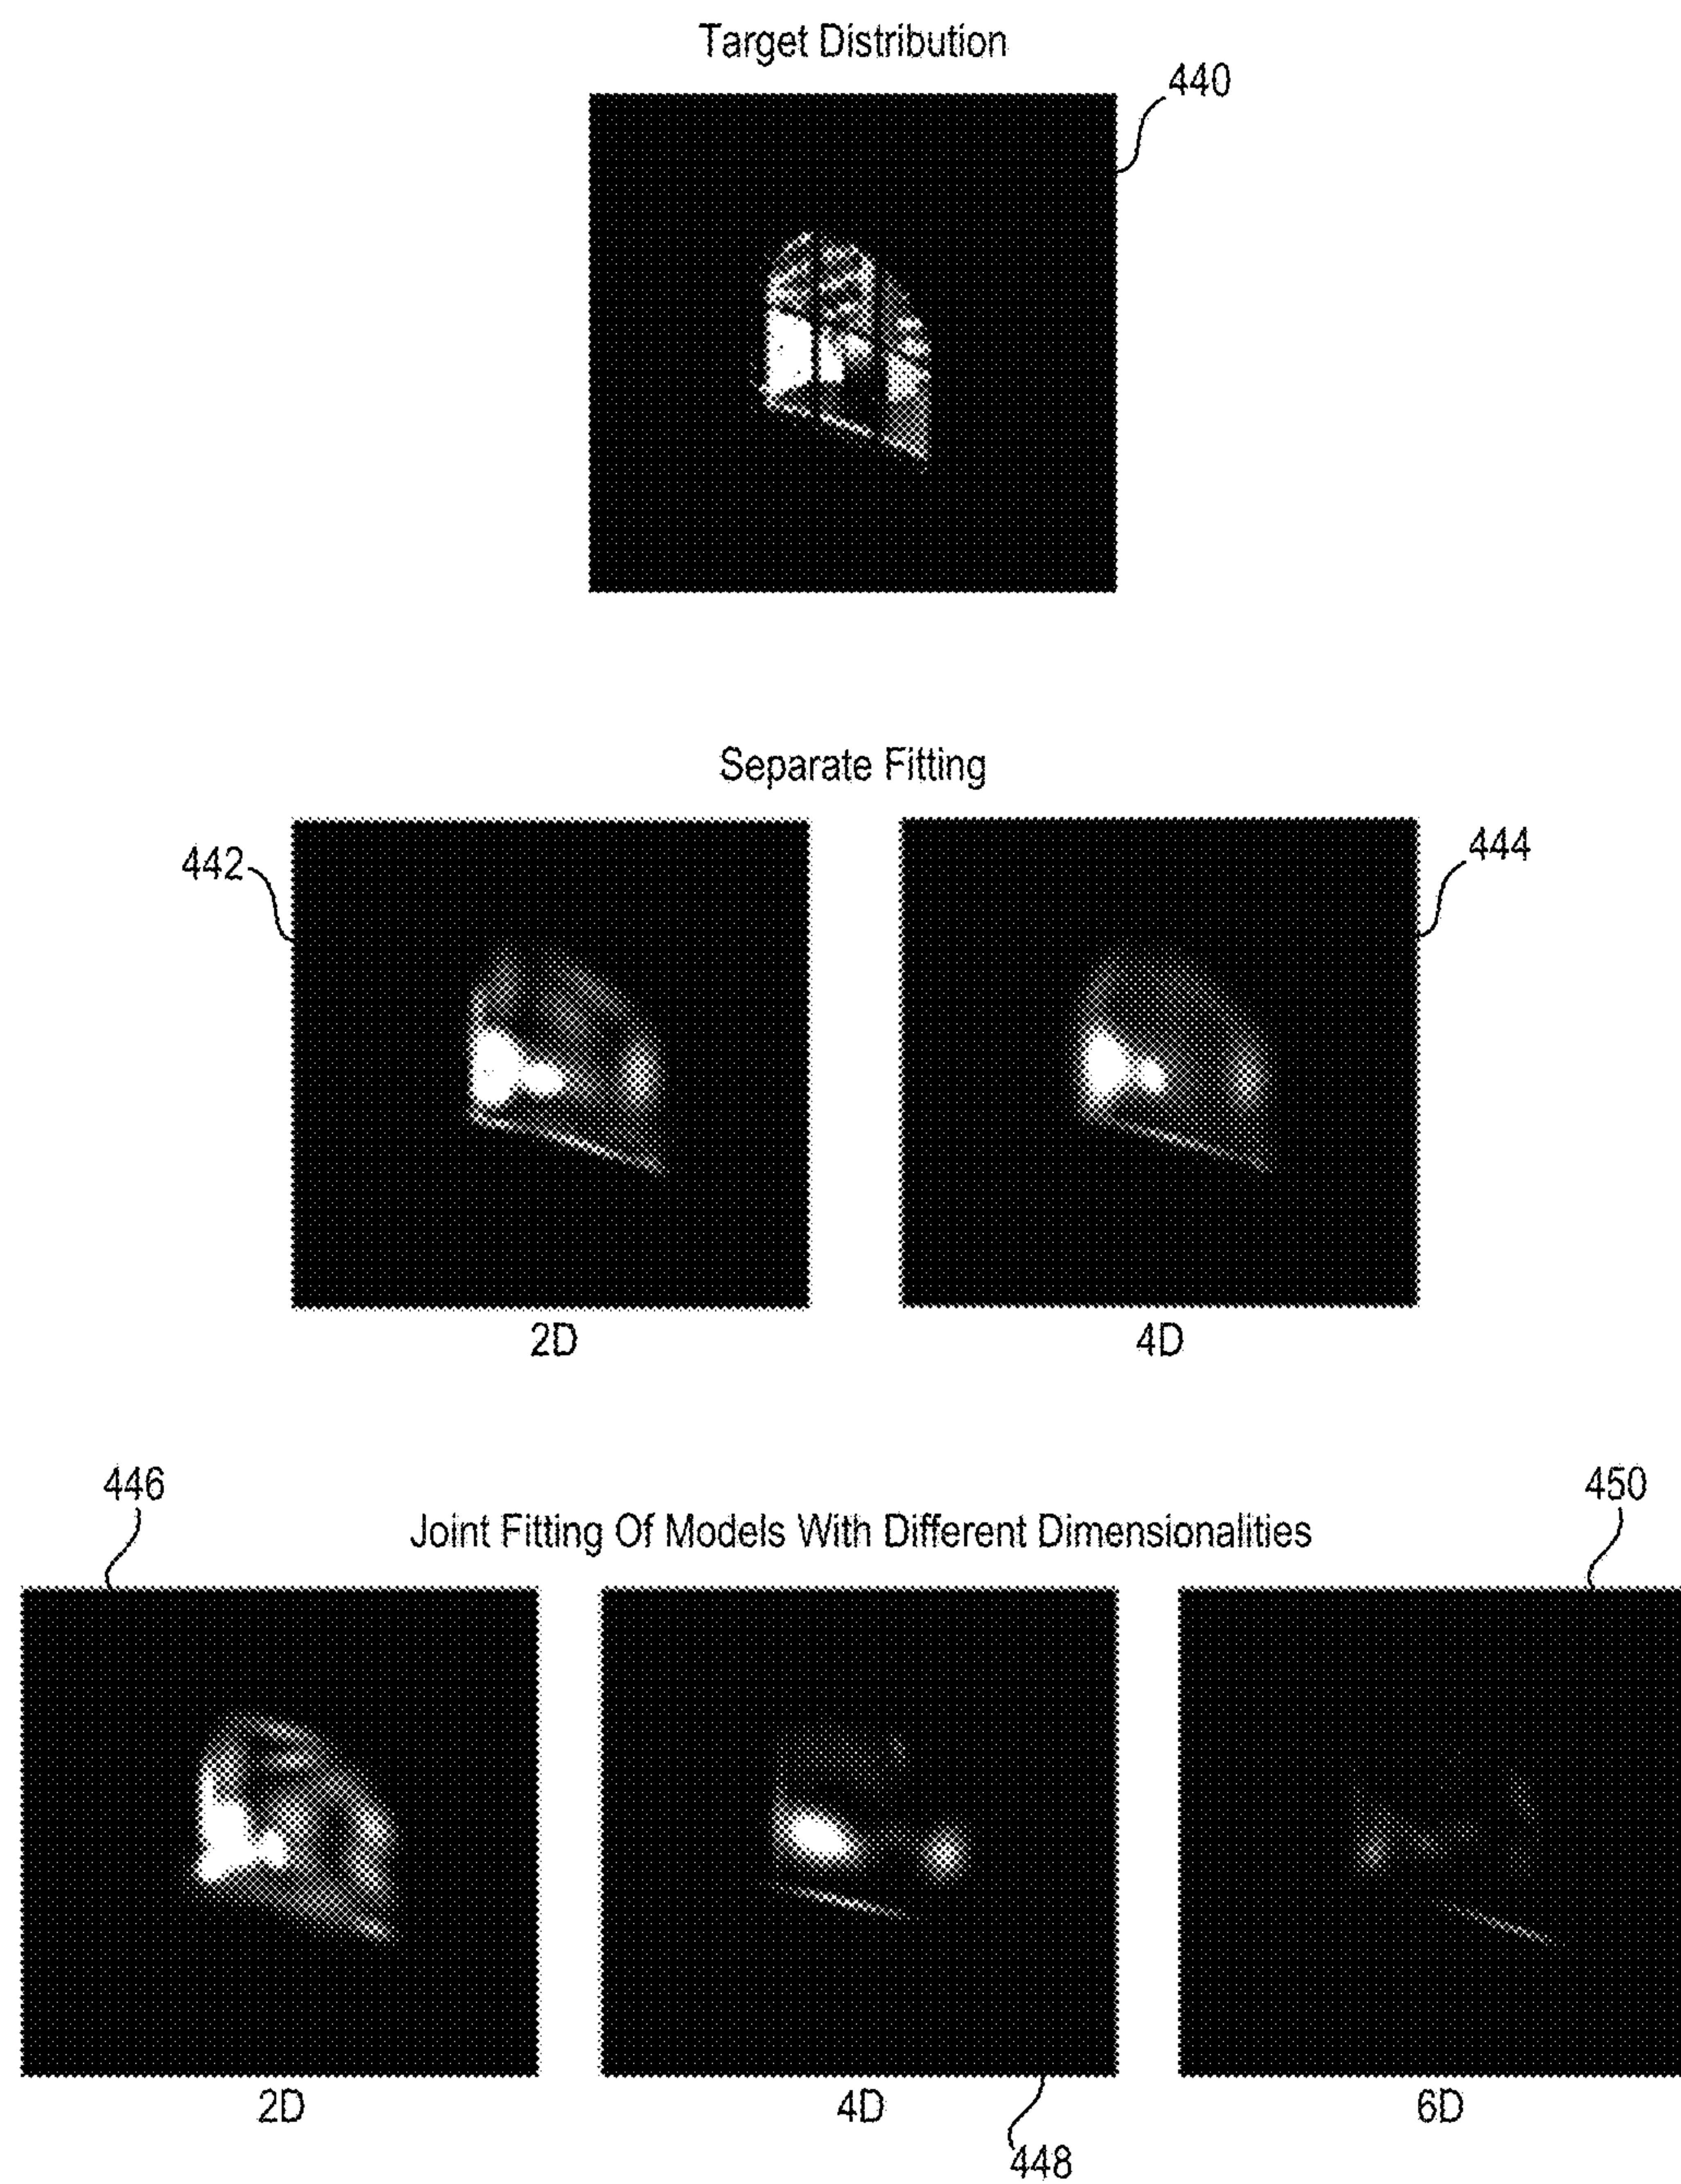 Target Distribution
440
Separate Fitting
442
444
2D
4D
446
450
Joint Fitting Of Models With Different Dimensionalities
2D
4D
6D
448